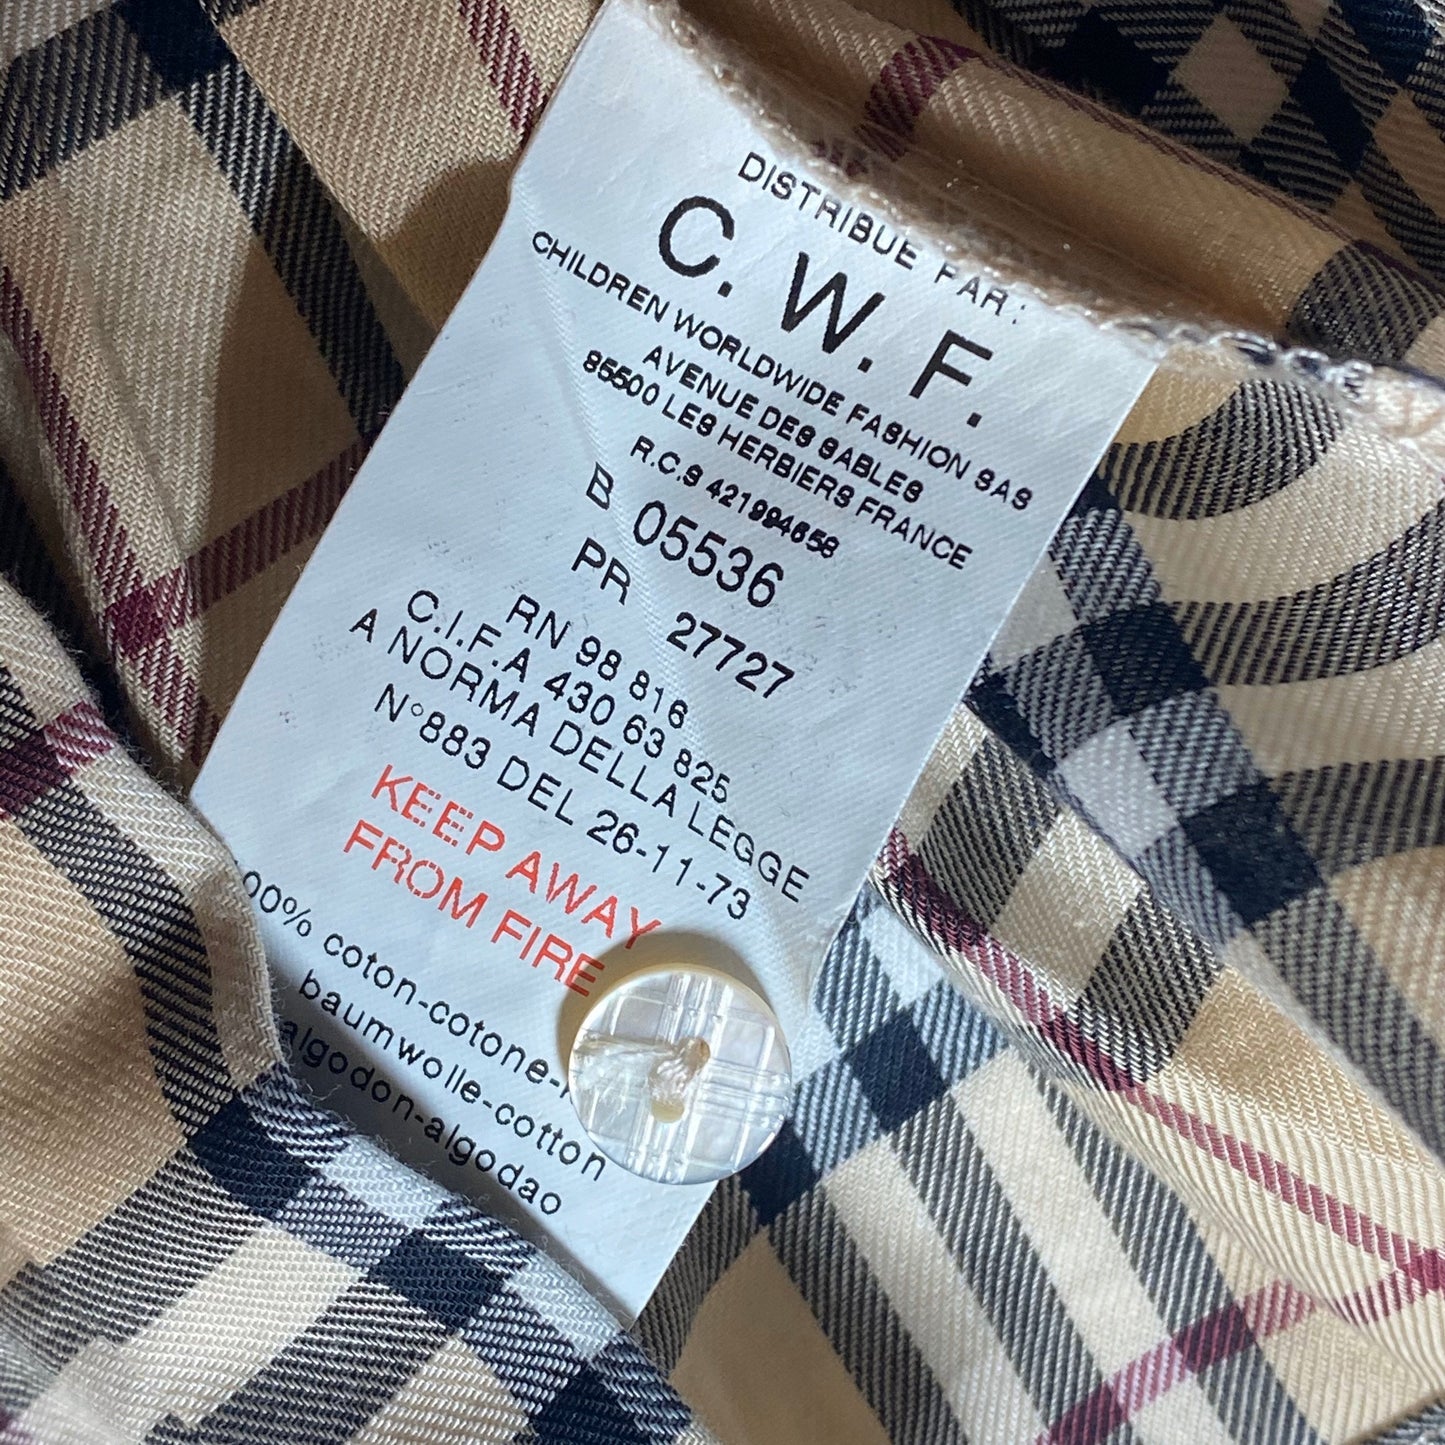 DISTRIBUE PAR:
C. W. F.
CHILDREN WORLDWIDE FASHION SAS
AVENUE DES SABLES
85500 LES HERBIERS FRANCE
R.C.S 421994658
B 05536
PR 27727
RN 98 816
C.I.F.A 430 63 825
A NORMA DELLA LEGGE
N°883 DEL 26-11-73
KEEP AWAY
FROM FIRE
00% coton-cotone-
baumwolle-cotton
algodon-algodao